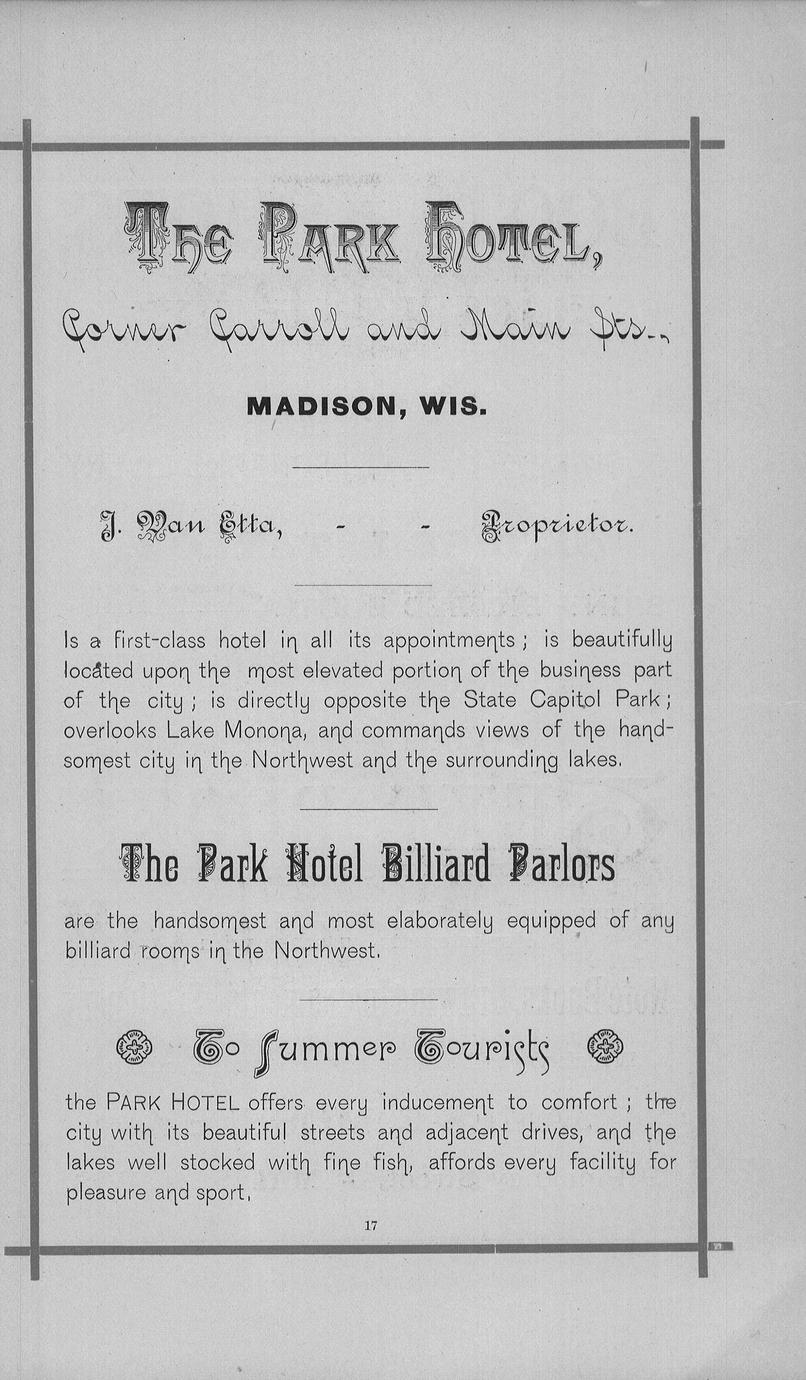 The Park Hotel,
Corner Carroll and Main Sts.,
MADISON, WIS.
J. Van Etta, - - Proprietor.
Is a first-class hotel in all its appointments; is beautifully
located upon the most elevated portion of the business part
of the city; is directly opposite the State Capitol Park;
overlooks Lake Monona, and commands views of the hand-
somest city in the Northwest and the surrounding lakes.
The Park Hotel Billiard Parlors
are the handsomest and most elaborately equipped of any
billiard rooms in the Northwest.
To Summer Tourists
the PARK HOTEL offers every inducement to comfort; the
city with its beautiful streets and adjacent drives, and the
lakes well stocked with fine fish, affords every facility for
pleasure and sport.
17